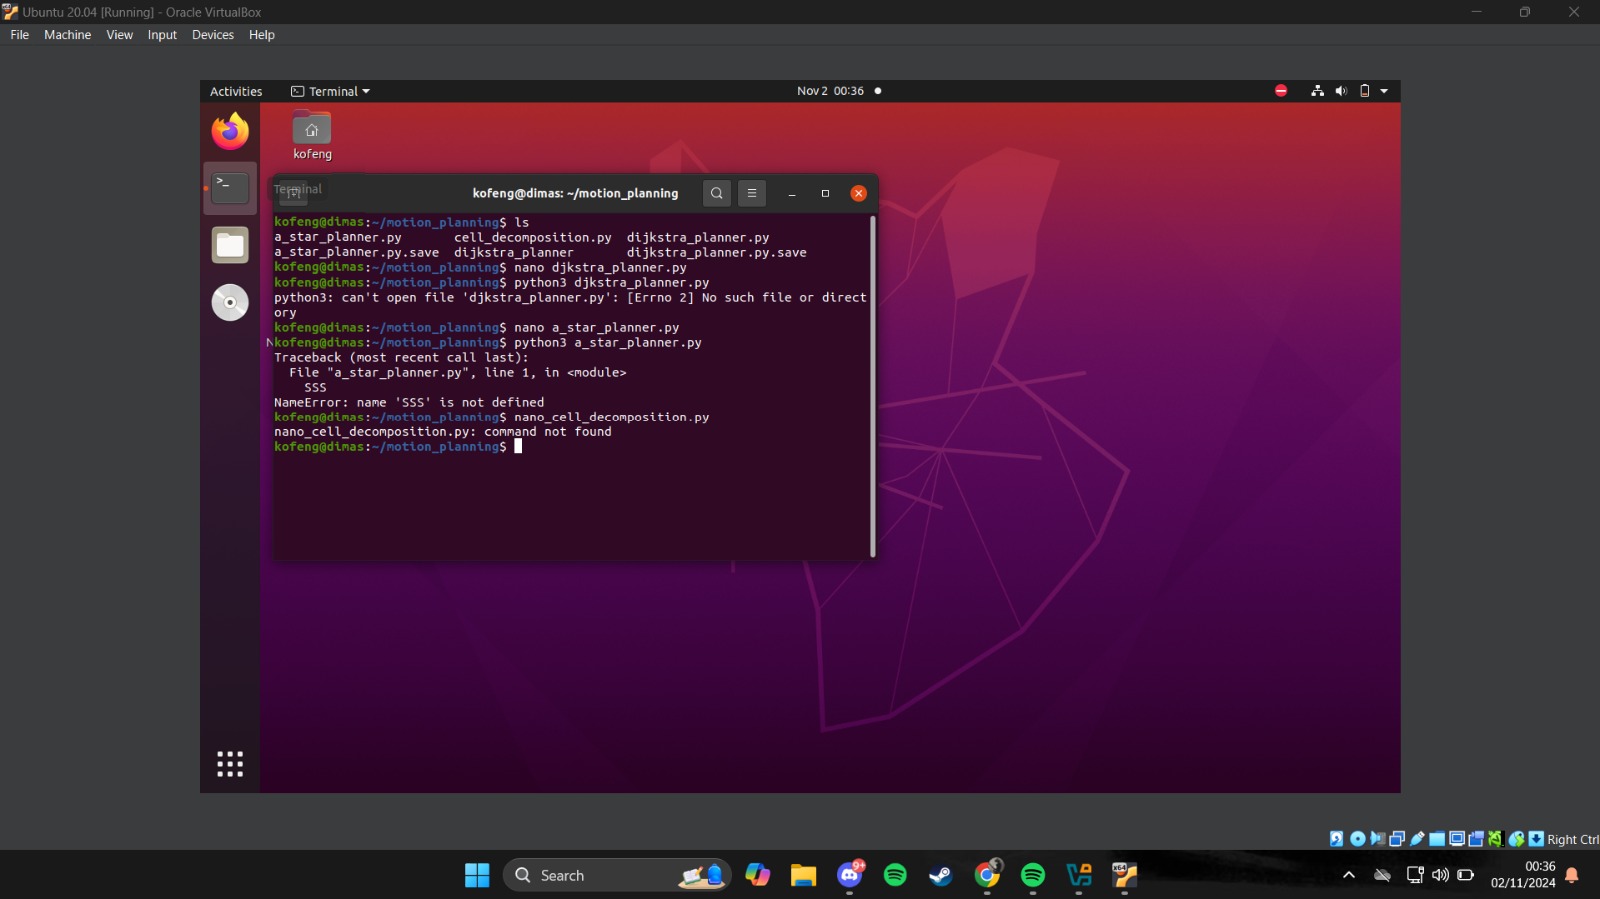 Ubuntu 20.04 [Running] - Oracle VirtualBox
File Machine View Input Devices Help
Activities Terminal Nov 2 00:36
kofeng
Terminal
kofeng@dimas: ~/motion_planning
kofeng@dimas:~/motion_planning$ ls
a_star_planner.py cell_decomposition.py dijkstra_planner.py
a_star_planner.py.save dijkstra_planner dijkstra_planner.py.save
kofeng@dimas:~/motion_planning$ nano djkstra_planner.py
kofeng@dimas:~/motion_planning$ python3 djkstra_planner.py
python3: can't open file 'djkstra_planner.py': [Errno 2] No such file or direct
ory
kofeng@dimas:~/motion_planning$ nano a_star_planner.py
kofeng@dimas:~/motion_planning$ python3 a_star_planner.py
Traceback (most recent call last):
File "a_star_planner.py", line 1, in <module>
SSS
NameError: name 'SSS' is not defined
kofeng@dimas:~/motion_planning$ nano_cell_decomposition.py
nano_cell_decomposition.py: command not found
kofeng@dimas:~/motion_planning$
Right Ctrl
Search
9+
00:36
02/11/2024